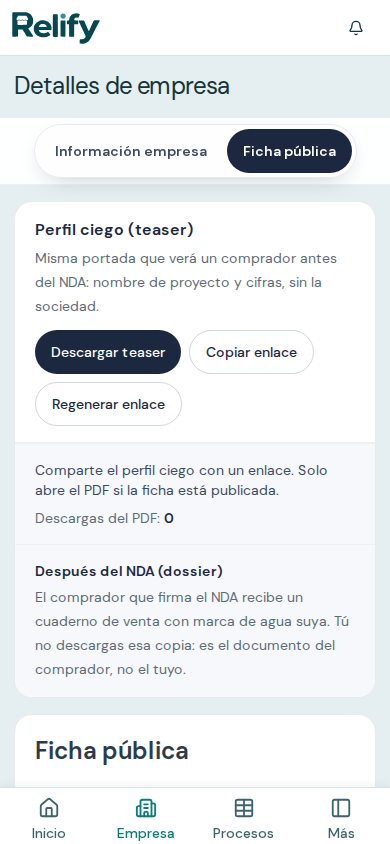 Relify
Detalles de empresa
Información empresa
Ficha pública
Perfil ciego (teaser)
Misma portada que verá un comprador antes
del NDA: nombre de proyecto y cifras, sin la
sociedad.
Descargar teaser
Copiar enlace
Regenerar enlace
Comparte el perfil ciego con un enlace. Solo
abre el PDF si la ficha está publicada.
Descargas del PDF: 0
Después del NDA (dossier)
El comprador que firma el NDA recibe un
cuaderno de venta con marca de agua suya. Tú
no descargas esa copia: es el documento del
comprador, no el tuyo.
Ficha pública
Inicio
Empresa
Procesos
Más